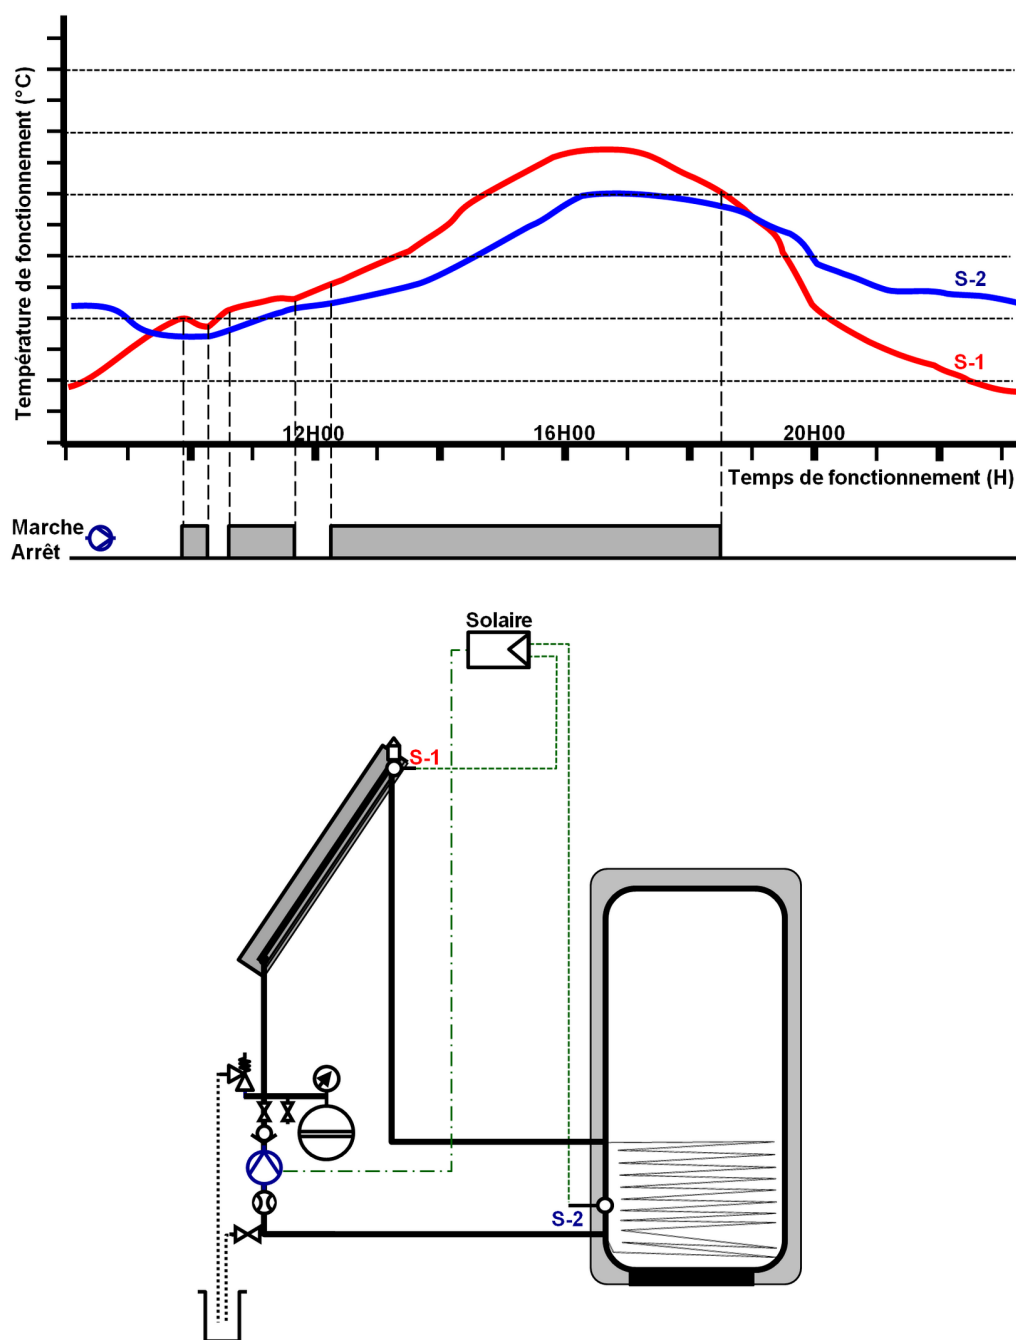 Température de fonctionnement (°C)
S-2
S-1
12H00
16H00
20H00
Temps de fonctionnement (H)
Marche
Arrêt
Solaire
S-1
S-2